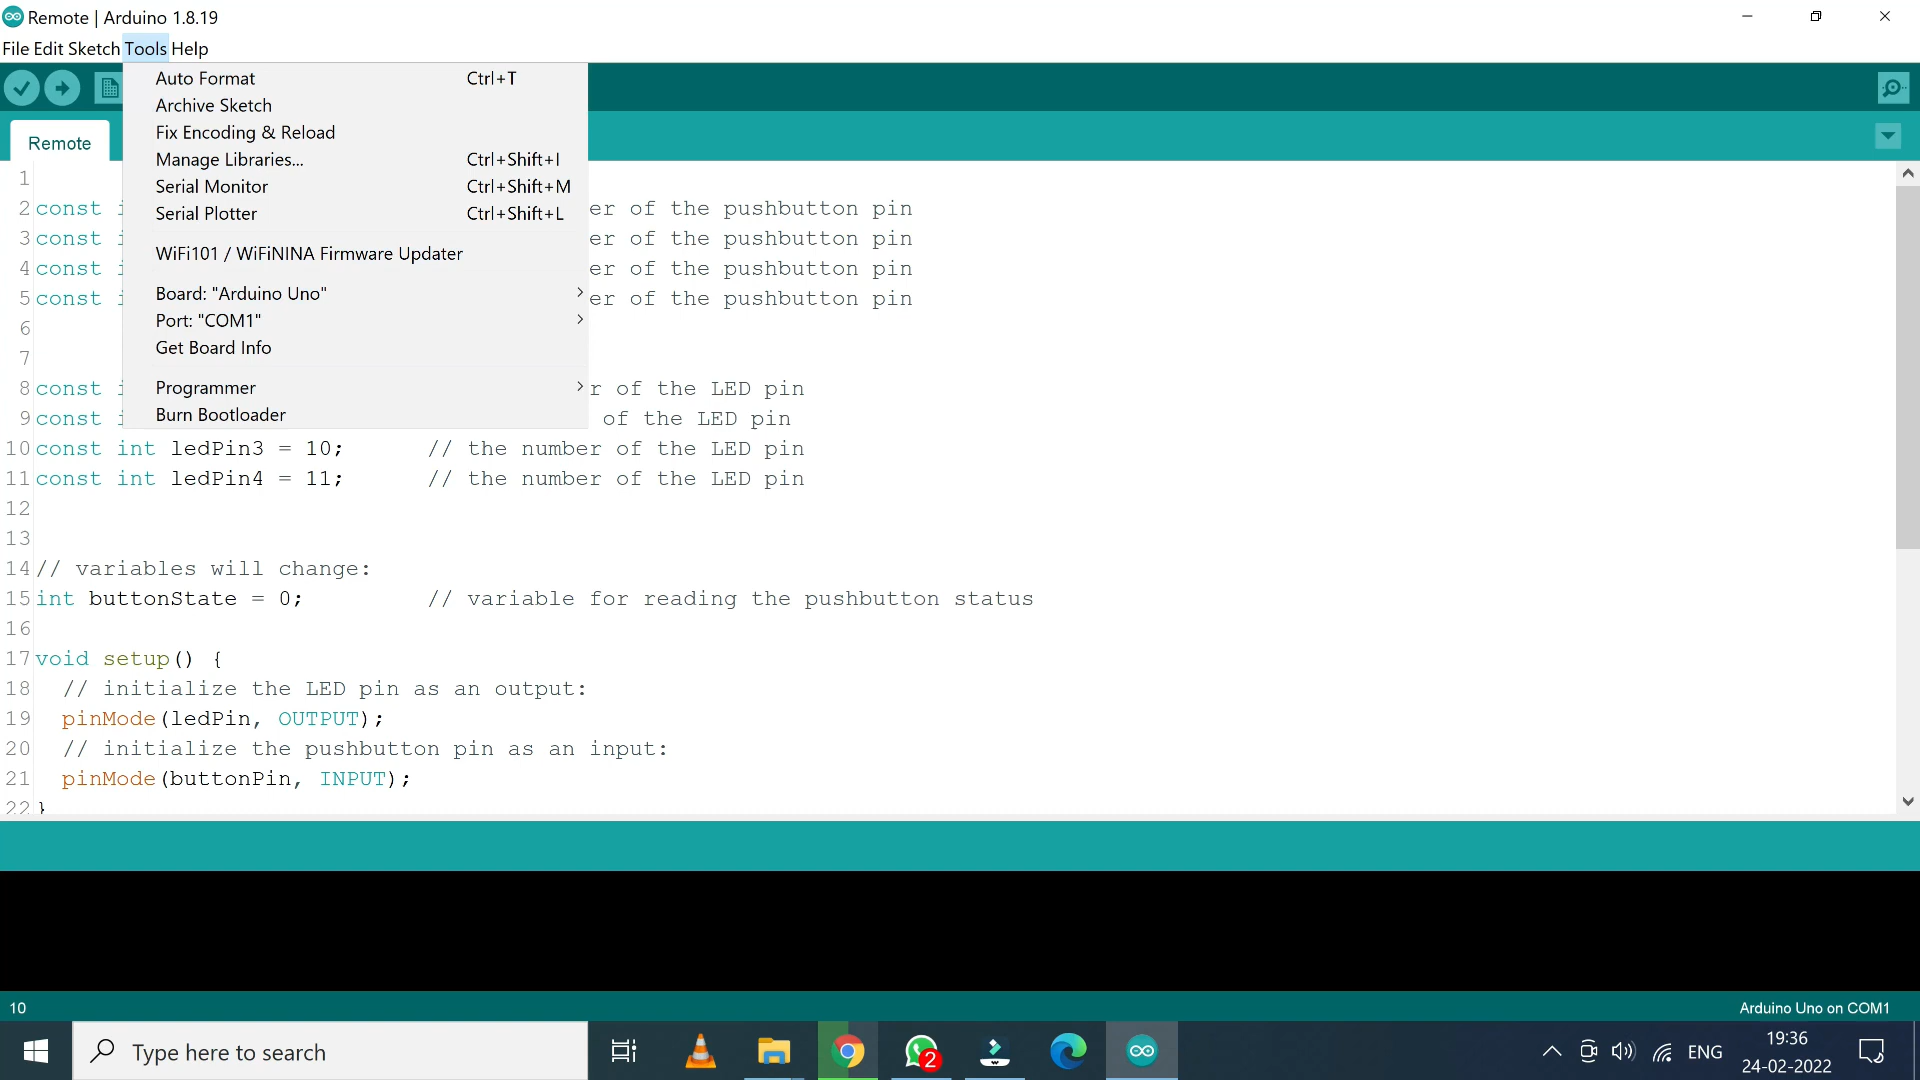 Remote | Arduino 1.8.19
File Edit Sketch Tools Help
Auto Format Ctrl+T
Archive Sketch
Fix Encoding & Reload
Manage Libraries... Ctrl+Shift+I
Serial Monitor Ctrl+Shift+M
Serial Plotter Ctrl+Shift+L
WiFi101 / WiFiNINA Firmware Updater
Board: "Arduino Uno"
Port: "COM1"
Get Board Info
Programmer
Burn Bootloader
Remote
1
2 const i er of the pushbutton pin
3 const i er of the pushbutton pin
4 const i er of the pushbutton pin
5 const i er of the pushbutton pin
6
7
8 const i r of the LED pin
9 const i of the LED pin
10 const int ledPin3 = 10; // the number of the LED pin
11 const int ledPin4 = 11; // the number of the LED pin
12
13
14 // variables will change:
15 int buttonState = 0; // variable for reading the pushbutton status
16
17 void setup() {
18 // initialize the LED pin as an output:
19 pinMode(ledPin, OUTPUT);
20 // initialize the pushbutton pin as an input:
21 pinMode(buttonPin, INPUT);
22 }
10
Arduino Uno on COM1
Type here to search
2
ENG
19:36
24-02-2022